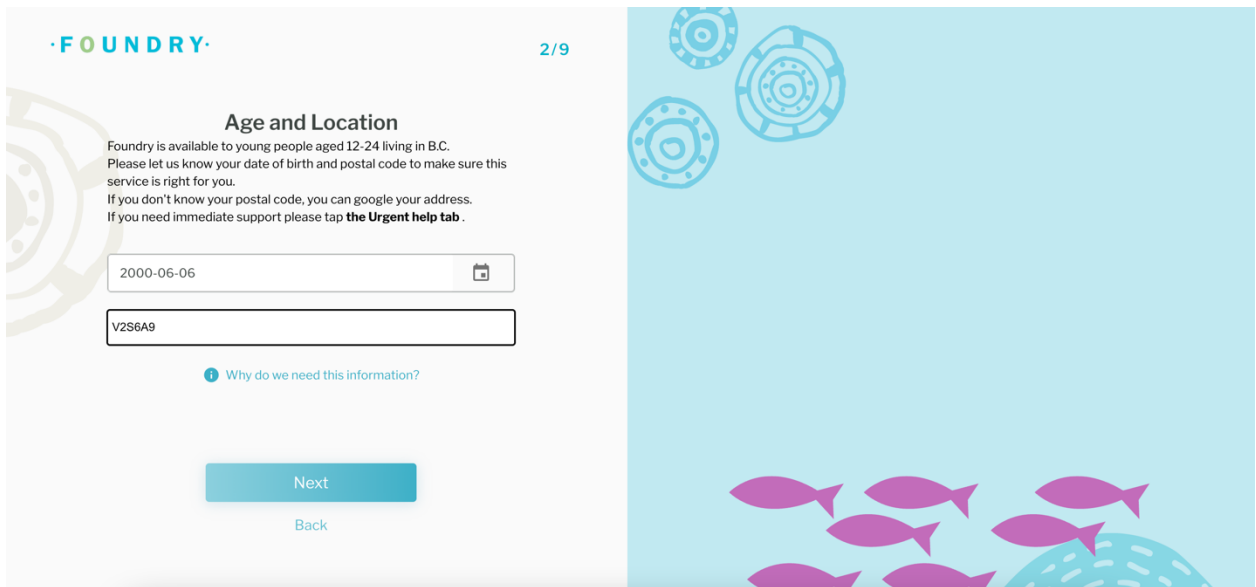 ·FOUNDRY·
2/9
Age and Location
Foundry is available to young people aged 12-24 living in B.C.
Please let us know your date of birth and postal code to make sure this
service is right for you.
If you don't know your postal code, you can google your address.
If you need immediate support please tap the Urgent help tab .
2000-06-06
V2S6A9
Why do we need this information?
Next
Back